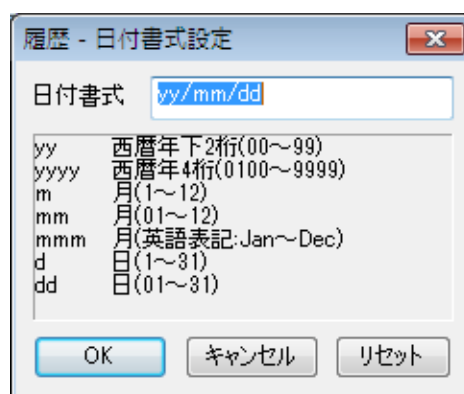 履歴 - 日付書式設定
日付書式 yy/mm/dd
yy 西暦年下2桁(00～99)
yyyy 西暦年4桁(0100～9999)
m 月(1～12)
mm 月(01～12)
mmm 月(英語表記:Jan～Dec)
d 日(1～31)
dd 日(01～31)
OK キャンセル リセット